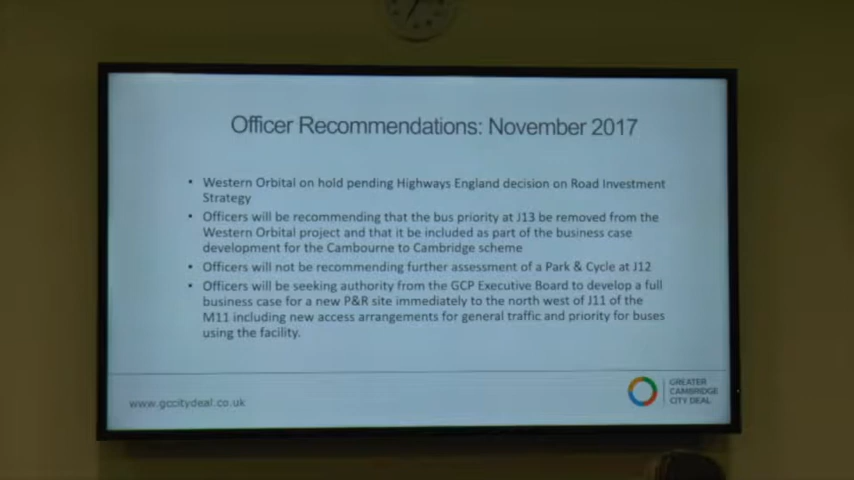 Officer Recommendations: November 2017
• Western Orbital on hold pending Highways England decision on Road Investment
Strategy
• Officers will be recommending that the bus priority at J13 be removed from the
Western Orbital project and that it be included as part of the business case
development for the Cambourne to Cambridge scheme
• Officers will not be recommending further assessment of a Park & Cycle at J12
• Officers will be seeking authority from the GCP Executive Board to develop a full
business case for a new P&R site immediately to the north west of J11 of the
M11 including new access arrangements for general traffic and priority for buses
using the facility.
www.gccitydeal.co.uk
GREATER
CAMBRIDGE
CITY DEAL